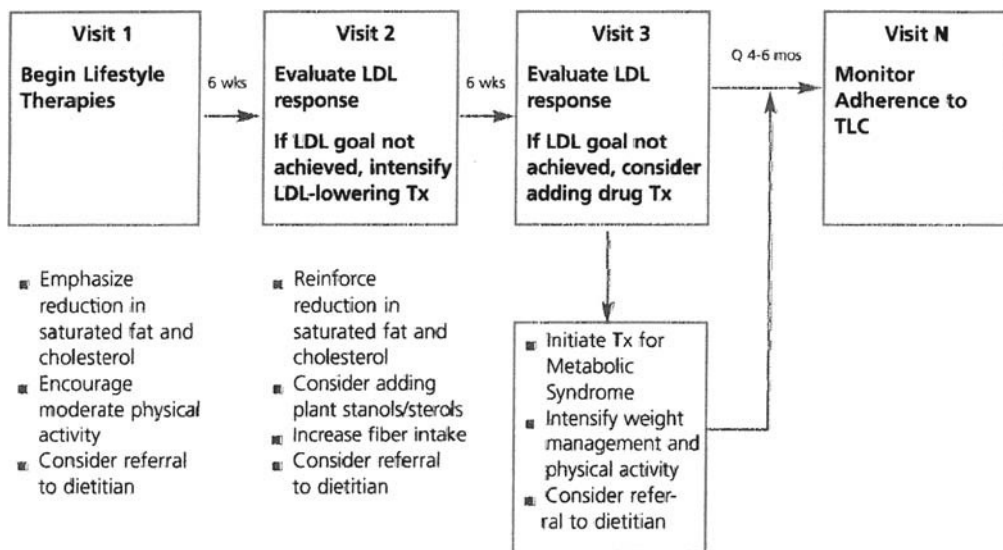 Visit 1
Begin Lifestyle
Therapies
6 wks
Visit 2
Evaluate LDL
response
If LDL goal not
achieved, intensify
LDL-lowering Tx
6 wks
Visit 3
Evaluate LDL
response
If LDL goal not
achieved, consider
adding drug Tx
Q 4-6 mos
Visit N
Monitor
Adherence to
TLC
■ Emphasize
reduction in
saturated fat and
cholesterol
■ Encourage
moderate physical
activity
■ Consider referral
to dietitian
■ Reinforce
reduction in
saturated fat and
cholesterol
■ Consider adding
plant stanols/sterols
■ Increase fiber intake
■ Consider referral
to dietitian
■ Initiate Tx for
Metabolic
Syndrome
■ Intensify weight
management and
physical activity
■ Consider refer-
ral to dietitian